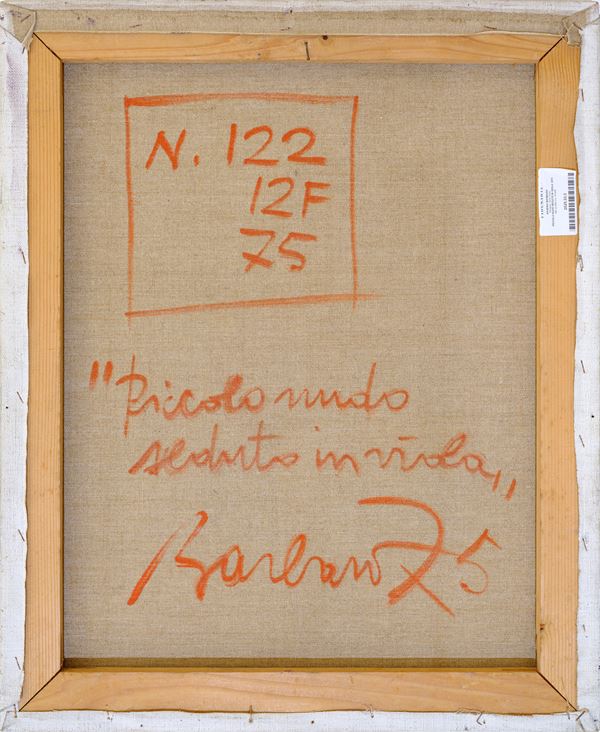 N. 122
12F
75
"Piccolo nudo
seduto in viola"
Barbaro 75